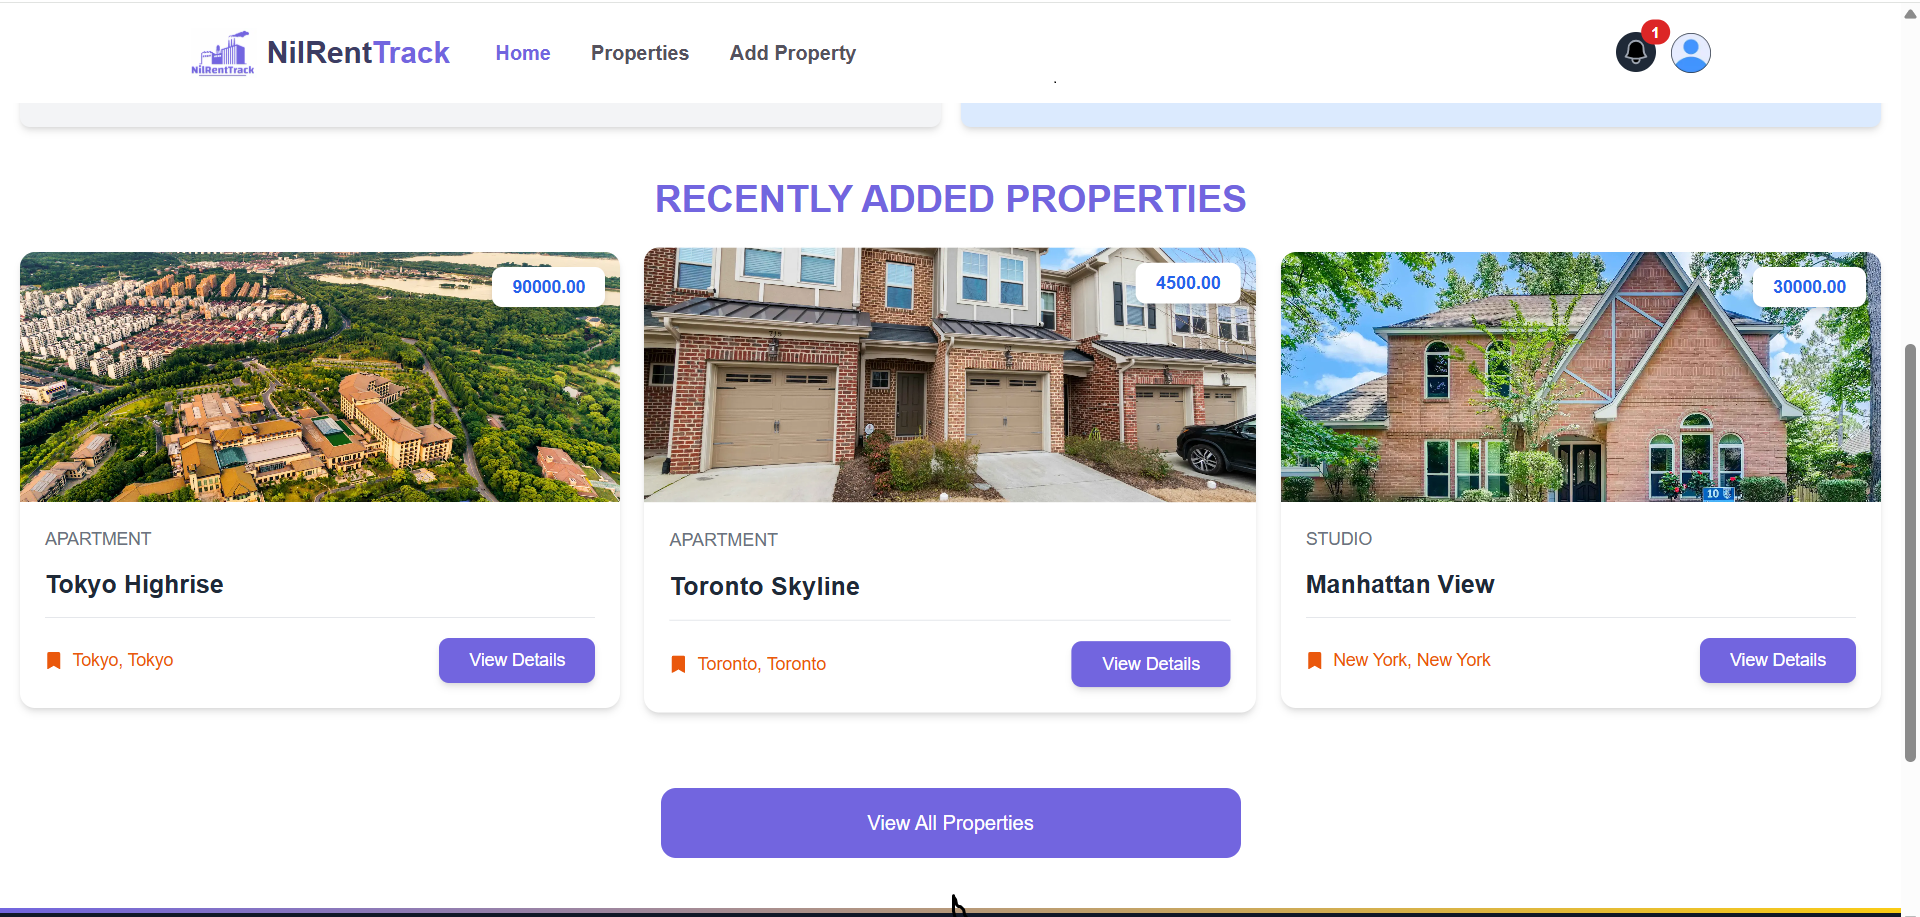 NilRentTrack
NilRentTrack
Home
Properties
Add Property
1
RECENTLY ADDED PROPERTIES
90000.00
APARTMENT
Tokyo Highrise
Tokyo, Tokyo
View Details
4500.00
APARTMENT
Toronto Skyline
Toronto, Toronto
View Details
30000.00
10
STUDIO
Manhattan View
New York, New York
View Details
View All Properties